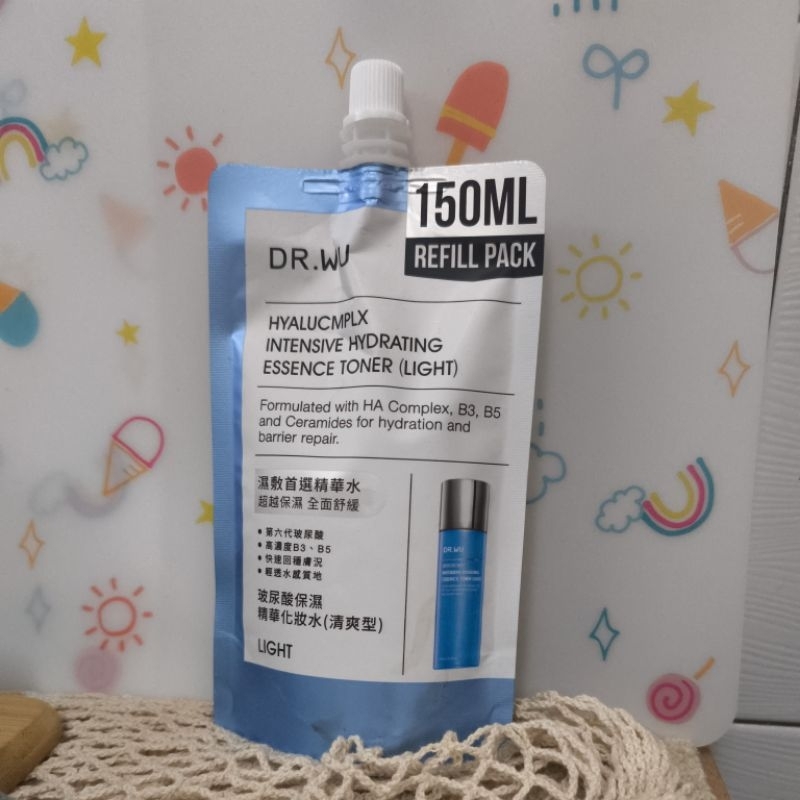 150ML
REFILL PACK
DR.WU
HYALUCMPLX
INTENSIVE HYDRATING
ESSENCE TONER (LIGHT)
Formulated with HA Complex, B3, B5
and Ceramides for hydration and
barrier repair.
濕敷首選精華水
超越保濕 全面舒緩
• 第六代玻尿酸
• 高濃度B3、B5
• 快速回穩膚況
• 輕透水感質地
玻尿酸保濕
精華化妝水(清爽型)
LIGHT
DR.WU